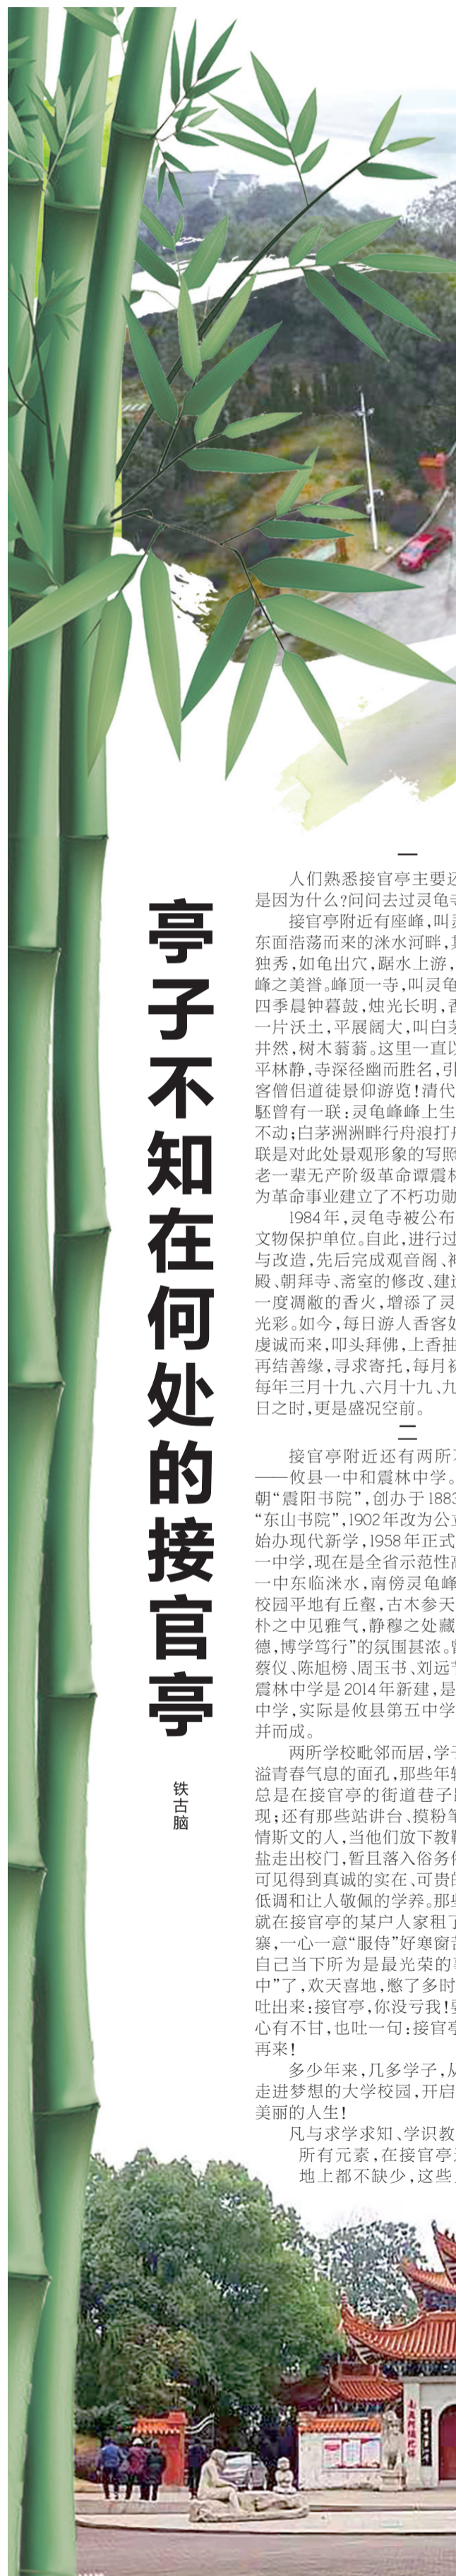 亭子不知在何处的接官亭
铁古脑
一
人们熟悉接官亭主要还
是因为什么？问问去过灵龟寺
接官亭附近有座峰，叫灵
东面浩荡而来的洣水河畔，其
独秀，如龟出穴，踞水上游，
峰之美誉。峰顶一寺，叫灵龟
四季晨钟暮鼓，烛光长明，香
一片沃土，平展阔大，叫白茅
井然，树木蓊蓊。这里一直以
平林静，寺深径幽而胜名，引
客僧侣道徒景仰游览！清代
駓曾有一联：灵龟峰峰上生
不动；白茅洲洲畔行舟浪打舟
联是对此处景观形象的写照
老一辈无产阶级革命谭震林
为革命事业建立了不朽功勋
1984年，灵龟寺被公布
文物保护单位。自此，进行过
与改造，先后完成观音阁、神
殿、朝拜寺、斋室的修改、建造
一度凋敝的香火，增添了灵
光彩。如今，每日游人香客如
虔诚而来，叩头拜佛，上香抽
再结善缘，寻求寄托，每月初
每年三月十九、六月十九、九
日之时，更是盛况空前。
二
接官亭附近还有两所不
——攸县一中和震林中学。
朝“震阳书院”，创办于1883
“东山书院”，1902年改为公立
始办现代新学，1958年正式
一中学，现在是全省示范性高
一中东临洣水，南傍灵龟峰
校园平地有丘壑，古木参天
朴之中见雅气，静穆之处藏
德，博学笃行”的氛围甚浓。曾
蔡仪、陈旭榜、周玉书、刘远节
震林中学是2014年新建，是
中学，实际是攸县第五中学
并而成。
两所学校毗邻而居，学子
溢青春气息的面孔，那些年轻
总是在接官亭的街道巷子出
现；还有那些站讲台、摸粉笔
情斯文的人，当他们放下教鞭
盐走出校门，暂且落入俗务什
可见得到真诚的实在、可贵的
低调和让人敬佩的学养。那些
就在接官亭的某户人家租了
寨，一心一意“服侍”好寒窗苦
自己当下所为是最光荣的事
中”了，欢天喜地，憋了多时
吐出来：接官亭，你没亏我！要
心有不甘，也吐一句：接官亭
再来！
多少年来，几多学子，从
走进梦想的大学校园，开启
美丽的人生！
凡与求学求知、学识教
所有元素，在接官亭这
地上都不缺少，这些人